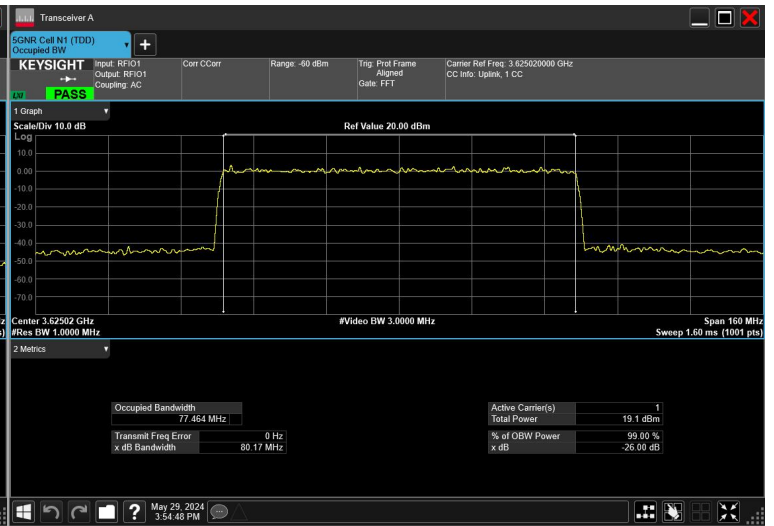 Transceiver A
5GNR Cell N1 (TDD)
Occupied BW
+
KEYSIGHT
LXI
PASS
Input: RFIO1
Output: RFIO1
Coupling: AC
Corr CCorr
Range: -60 dBm
Trig: Prot Frame
Aligned
Gate: FFT
Carrier Ref Freq: 3.625020000 GHz
CC Info: Uplink, 1 CC
1 Graph
Scale/Div 10.0 dB
Ref Value 20.00 dBm
Log
10.0
0.00
-10.0
-20.0
-30.0
-40.0
-50.0
-60.0
-70.0
z
Center 3.62502 GHz
#Video BW 3.0000 MHz
Span 160 MHz
s)
#Res BW 1.0000 MHz
Sweep 1.60 ms (1001 pts)
2 Metrics
Occupied Bandwidth
77.464 MHz
Active Carrier(s) 1
Total Power 19.1 dBm
Transmit Freq Error 0 Hz
x dB Bandwidth 80.17 MHz
% of OBW Power 99.00 %
x dB -26.00 dB
?
May 29, 2024
3:54:48 PM